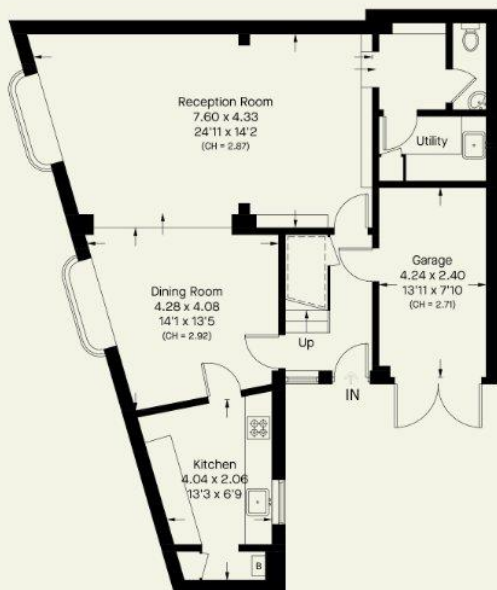 Reception Room
7.60 x 4.33
24'11 x 14'2
(CH = 2.87)
Utility
Garage
4.24 x 2.40
13'11 x 7'10
(CH = 2.71)
Dining Room
4.28 x 4.08
14'1 x 13'5
(CH = 2.92)
Up
IN
Kitchen
4.04 x 2.06
13'3 x 6'9
B